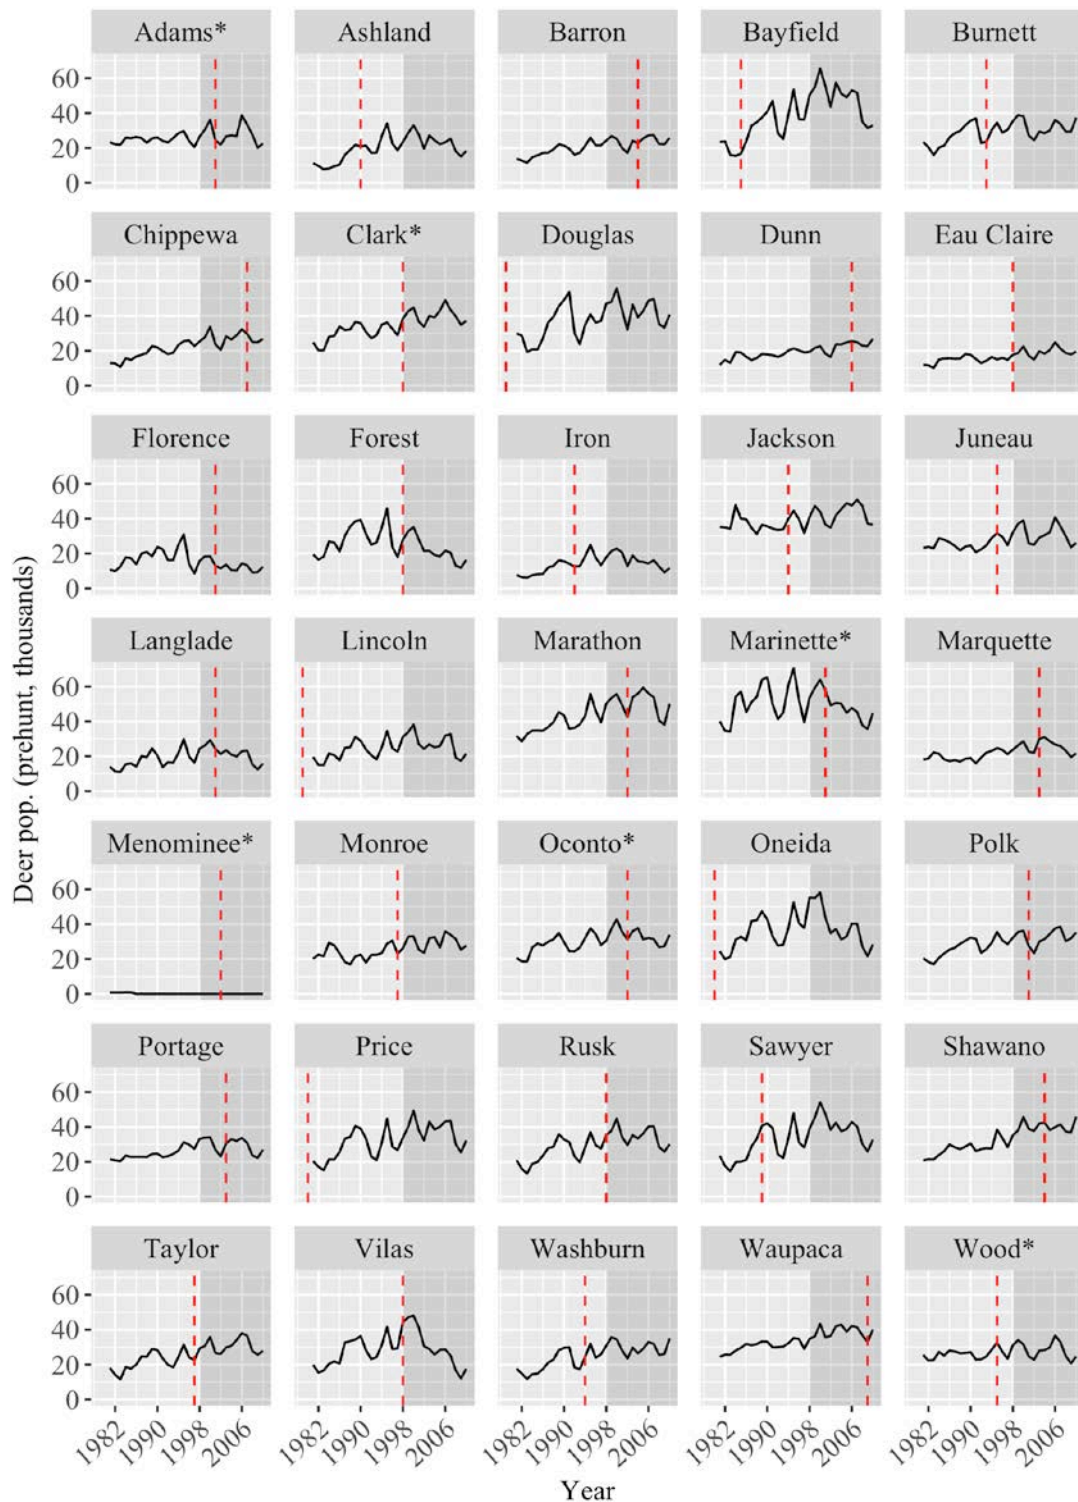 Adams* Ashland Barron Bayfield Burnett
60
40
20
0
Chippewa Clark* Douglas Dunn Eau Claire
60
40
20
0
Florence Forest Iron Jackson Juneau
60
40
20
0
Langlade Lincoln Marathon Marinette* Marquette
60
40
20
0
Menominee* Monroe Oconto* Oneida Polk
60
40
20
0
Portage Price Rusk Sawyer Shawano
60
40
20
0
Taylor Vilas Washburn Waupaca Wood*
60
40
20
0
Deer pop. (prehunt, thousands)
1982 1990 1998 2006 1982 1990 1998 2006 1982 1990 1998 2006 1982 1990 1998 2006 1982 1990 1998 2006
Year